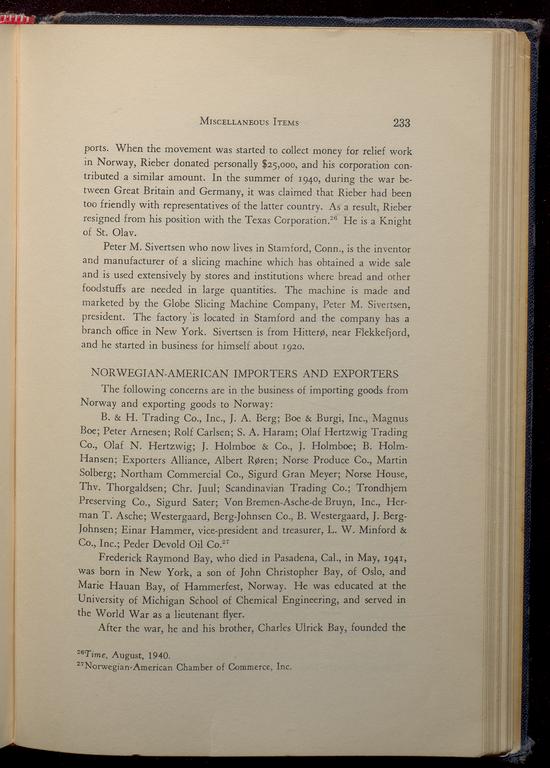 Miscellaneous Items 233
ports. When the movement was started to collect money for relief work
in Norway, Rieber donated personally $25,000, and his corporation con-
tributed a similar amount. In the summer of 1940, during the war be-
tween Great Britain and Germany, it was claimed that Rieber had been
too friendly with representatives of the latter country. As a result, Rieber
resigned from his position with the Texas Corporation.²⁶ He is a Knight
of St. Olav.
Peter M. Sivertsen who now lives in Stamford, Conn., is the inventor
and manufacturer of a slicing machine which has obtained a wide sale
and is used extensively by stores and institutions where bread and other
foodstuffs are needed in large quantities. The machine is made and
marketed by the Globe Slicing Machine Company, Peter M. Sivertsen,
president. The factory is located in Stamford and the company has a
branch office in New York. Sivertsen is from Hitterø, near Flekkefjord,
and he started in business for himself about 1920.
NORWEGIAN-AMERICAN IMPORTERS AND EXPORTERS
The following concerns are in the business of importing goods from
Norway and exporting goods to Norway:
B. & H. Trading Co., Inc., J. A. Berg; Boe & Burgi, Inc., Magnus
Boe; Peter Arnesen; Rolf Carlsen; S. A. Haram; Olaf Hertzwig Trading
Co., Olaf N. Hertzwig; J. Holmboe & Co., J. Holmboe; B. Holm-
Hansen; Exporters Alliance, Albert Røren; Norse Produce Co., Martin
Solberg; Northam Commercial Co., Sigurd Gran Meyer; Norse House,
Thv. Thorgaldsen; Chr. Juul; Scandinavian Trading Co.; Trondhjem
Preserving Co., Sigurd Sater; Von Bremen-Asche-de Bruyn, Inc., Her-
man T. Asche; Westergaard, Berg-Johnsen Co., B. Westergaard, J. Berg-
Johnsen; Einar Hammer, vice-president and treasurer, L. W. Minford &
Co., Inc.; Peder Devold Oil Co.²⁷
Frederick Raymond Bay, who died in Pasadena, Cal., in May, 1941,
was born in New York, a son of John Christopher Bay, of Oslo, and
Marie Hauan Bay, of Hammerfest, Norway. He was educated at the
University of Michigan School of Chemical Engineering, and served in
the World War as a lieutenant flyer.
After the war, he and his brother, Charles Ulrick Bay, founded the
²⁶Time, August, 1940.
²⁷Norwegian-American Chamber of Commerce, Inc.